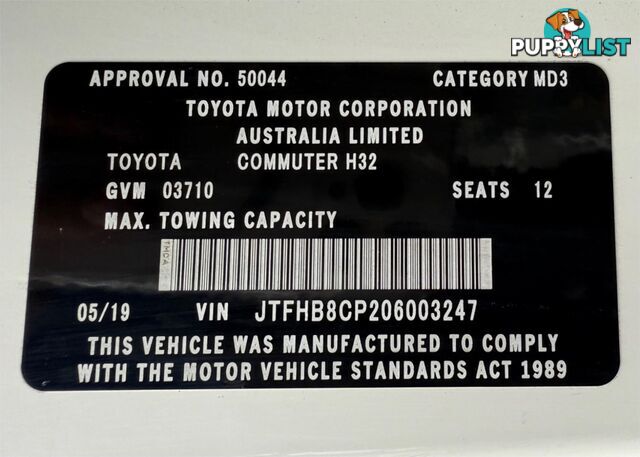 PUPPYLIST
APPROVAL NO. 50044 CATEGORY MD3
TOYOTA MOTOR CORPORATION
AUSTRALIA LIMITED
TOYOTA COMMUTER H32
GVM 03710 SEATS 12
MAX. TOWING CAPACITY
TMCA
05/19 VIN JTFHB8CP206003247
THIS VEHICLE WAS MANUFACTURED TO COMPLY
WITH THE MOTOR VEHICLE STANDARDS ACT 1989